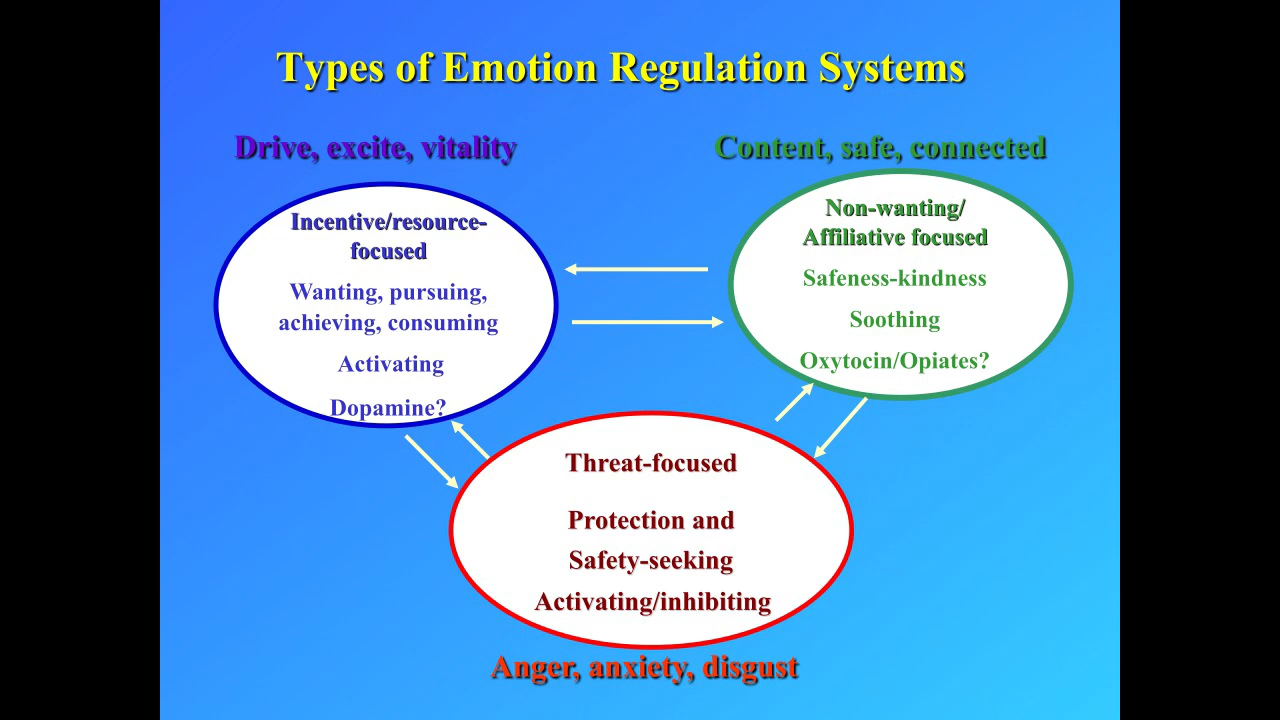 Types of Emotion Regulation Systems
Drive, excite, vitality
Content, safe, connected
Incentive/resource-
focused
Wanting, pursuing,
achieving, consuming
Activating
Dopamine?
Non-wanting/
Affiliative focused
Safeness-kindness
Soothing
Oxytocin/Opiates?
Threat-focused
Protection and
Safety-seeking
Activating/inhibiting
Anger, anxiety, disgust